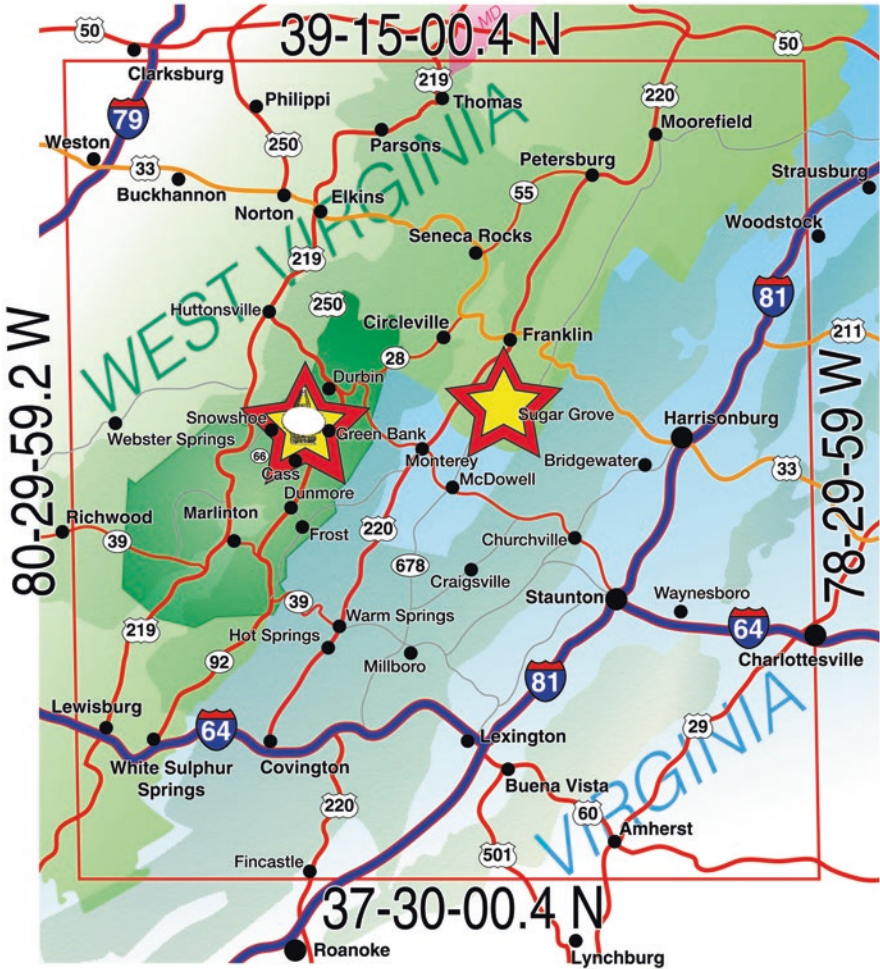 50
39-15-00.4 N
MD
50
Clarksburg
219
Thomas
220
79
Philippi
Moorefield
250
Parsons
Weston
33
Petersburg
Strausburg
Buckhannon
55
Norton
Elkins
WEST VIRGINIA
Woodstock
Seneca Rocks
219
81
Huttonsville
250
Circleville
Franklin
211
28
80-29-59.2 W
78-29-59 W
Durbin
Snowshoe
Sugar Grove
Harrisonburg
Webster Springs
Green Bank
66
Cass
Monterey
Bridgewater
33
McDowell
Dunmore
Richwood
Marlinton
39
Frost
220
Churchville
678
Craigsville
39
Staunton
Waynesboro
219
Warm Springs
64
Hot Springs
92
Millboro
Charlottesville
81
Lewisburg
64
29
White Sulphur
Springs
Covington
Lexington
VIRGINIA
Buena Vista
220
60
Amherst
501
Fincastle
37-30-00.4 N
Roanoke
Lynchburg